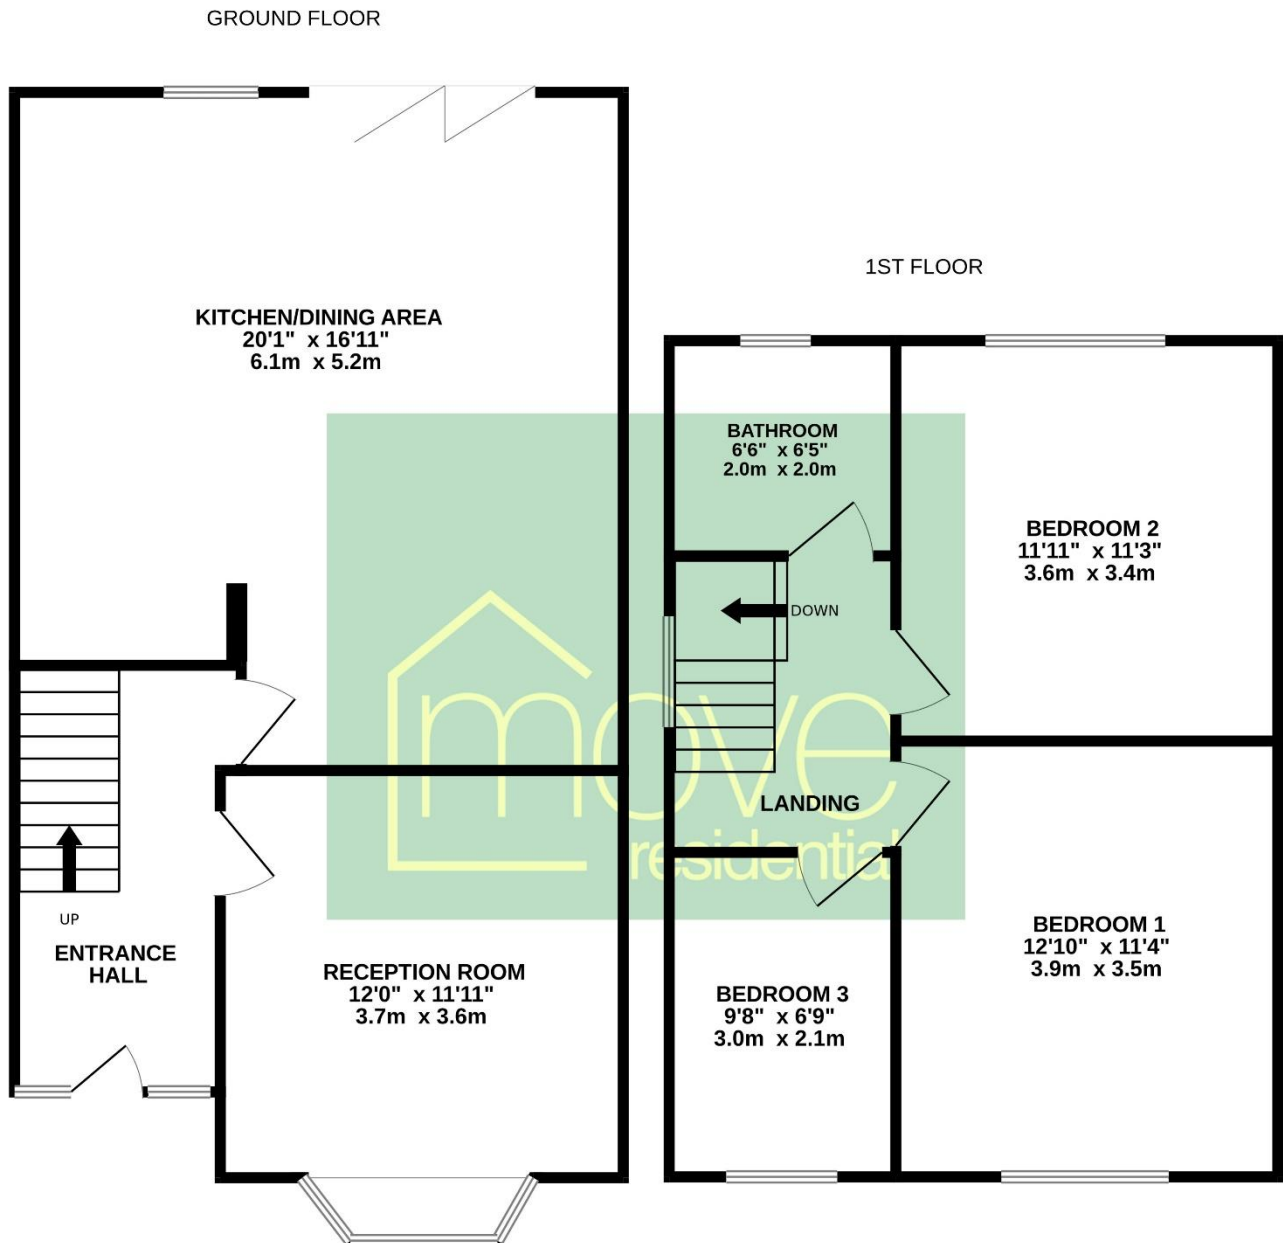 GROUND FLOOR
KITCHEN/DINING AREA
20'1" x 16'11"
6.1m x 5.2m
UP
ENTRANCE
HALL
RECEPTION ROOM
12'0" x 11'11"
3.7m x 3.6m
1ST FLOOR
BATHROOM
6'6" x 6'5"
2.0m x 2.0m
BEDROOM 2
11'11" x 11'3"
3.6m x 3.4m
DOWN
LANDING
BEDROOM 1
12'10" x 11'4"
3.9m x 3.5m
BEDROOM 3
9'8" x 6'9"
3.0m x 2.1m
move
residential